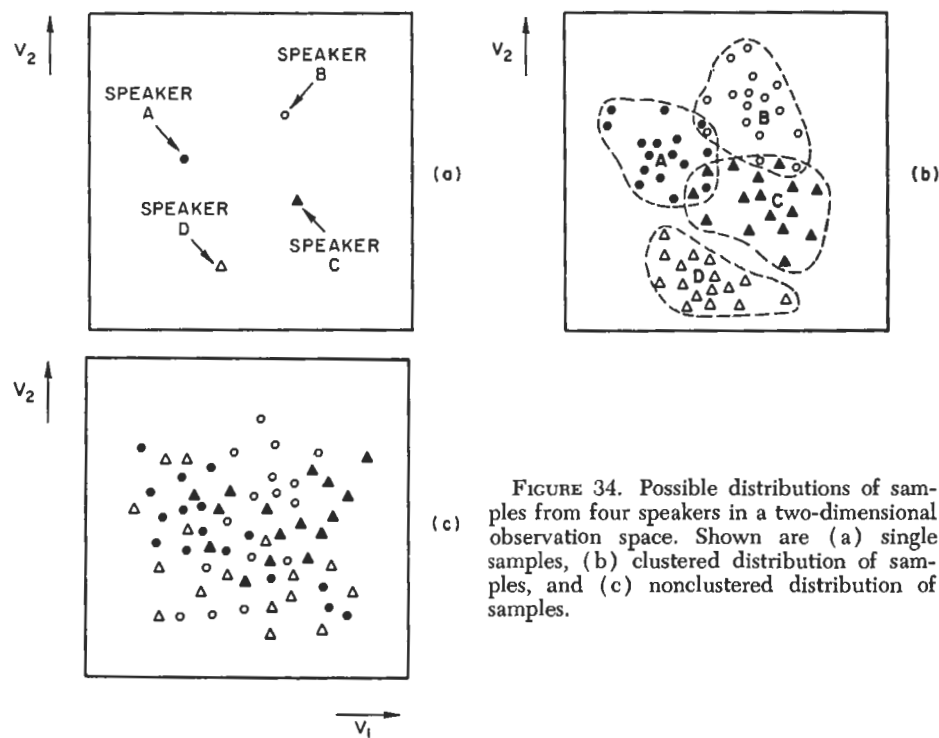 V2
SPEAKER
A
SPEAKER
B
SPEAKER
D
SPEAKER
C
(a)
V2
A
B
C
D
(b)
V2
(c)
V1
FIGURE 34. Possible distributions of sam-
ples from four speakers in a two-dimensional
observation space. Shown are (a) single
samples, (b) clustered distribution of sam-
ples, and (c) nonclustered distribution of
samples.